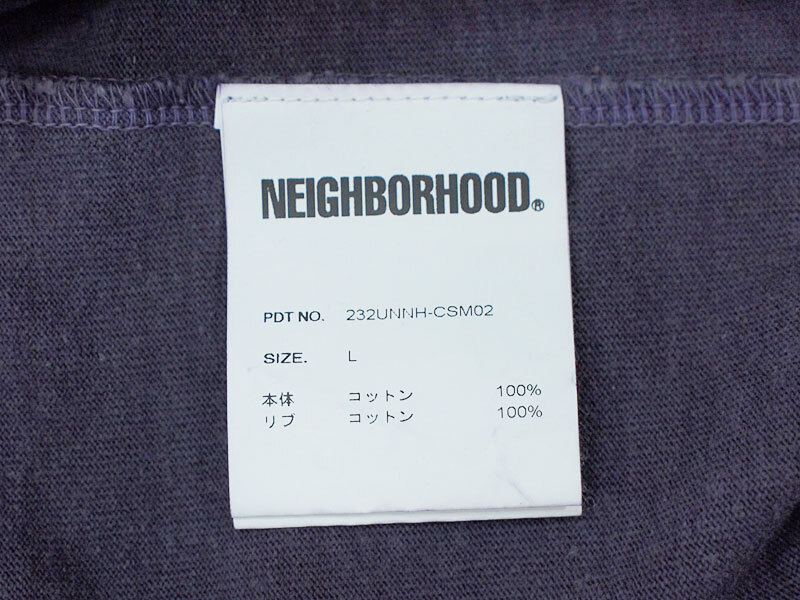 NEIGHBORHOOD®
PDT NO. 232UNNH-CSM02
SIZE. L
本体 コットン 100%
リブ コットン 100%